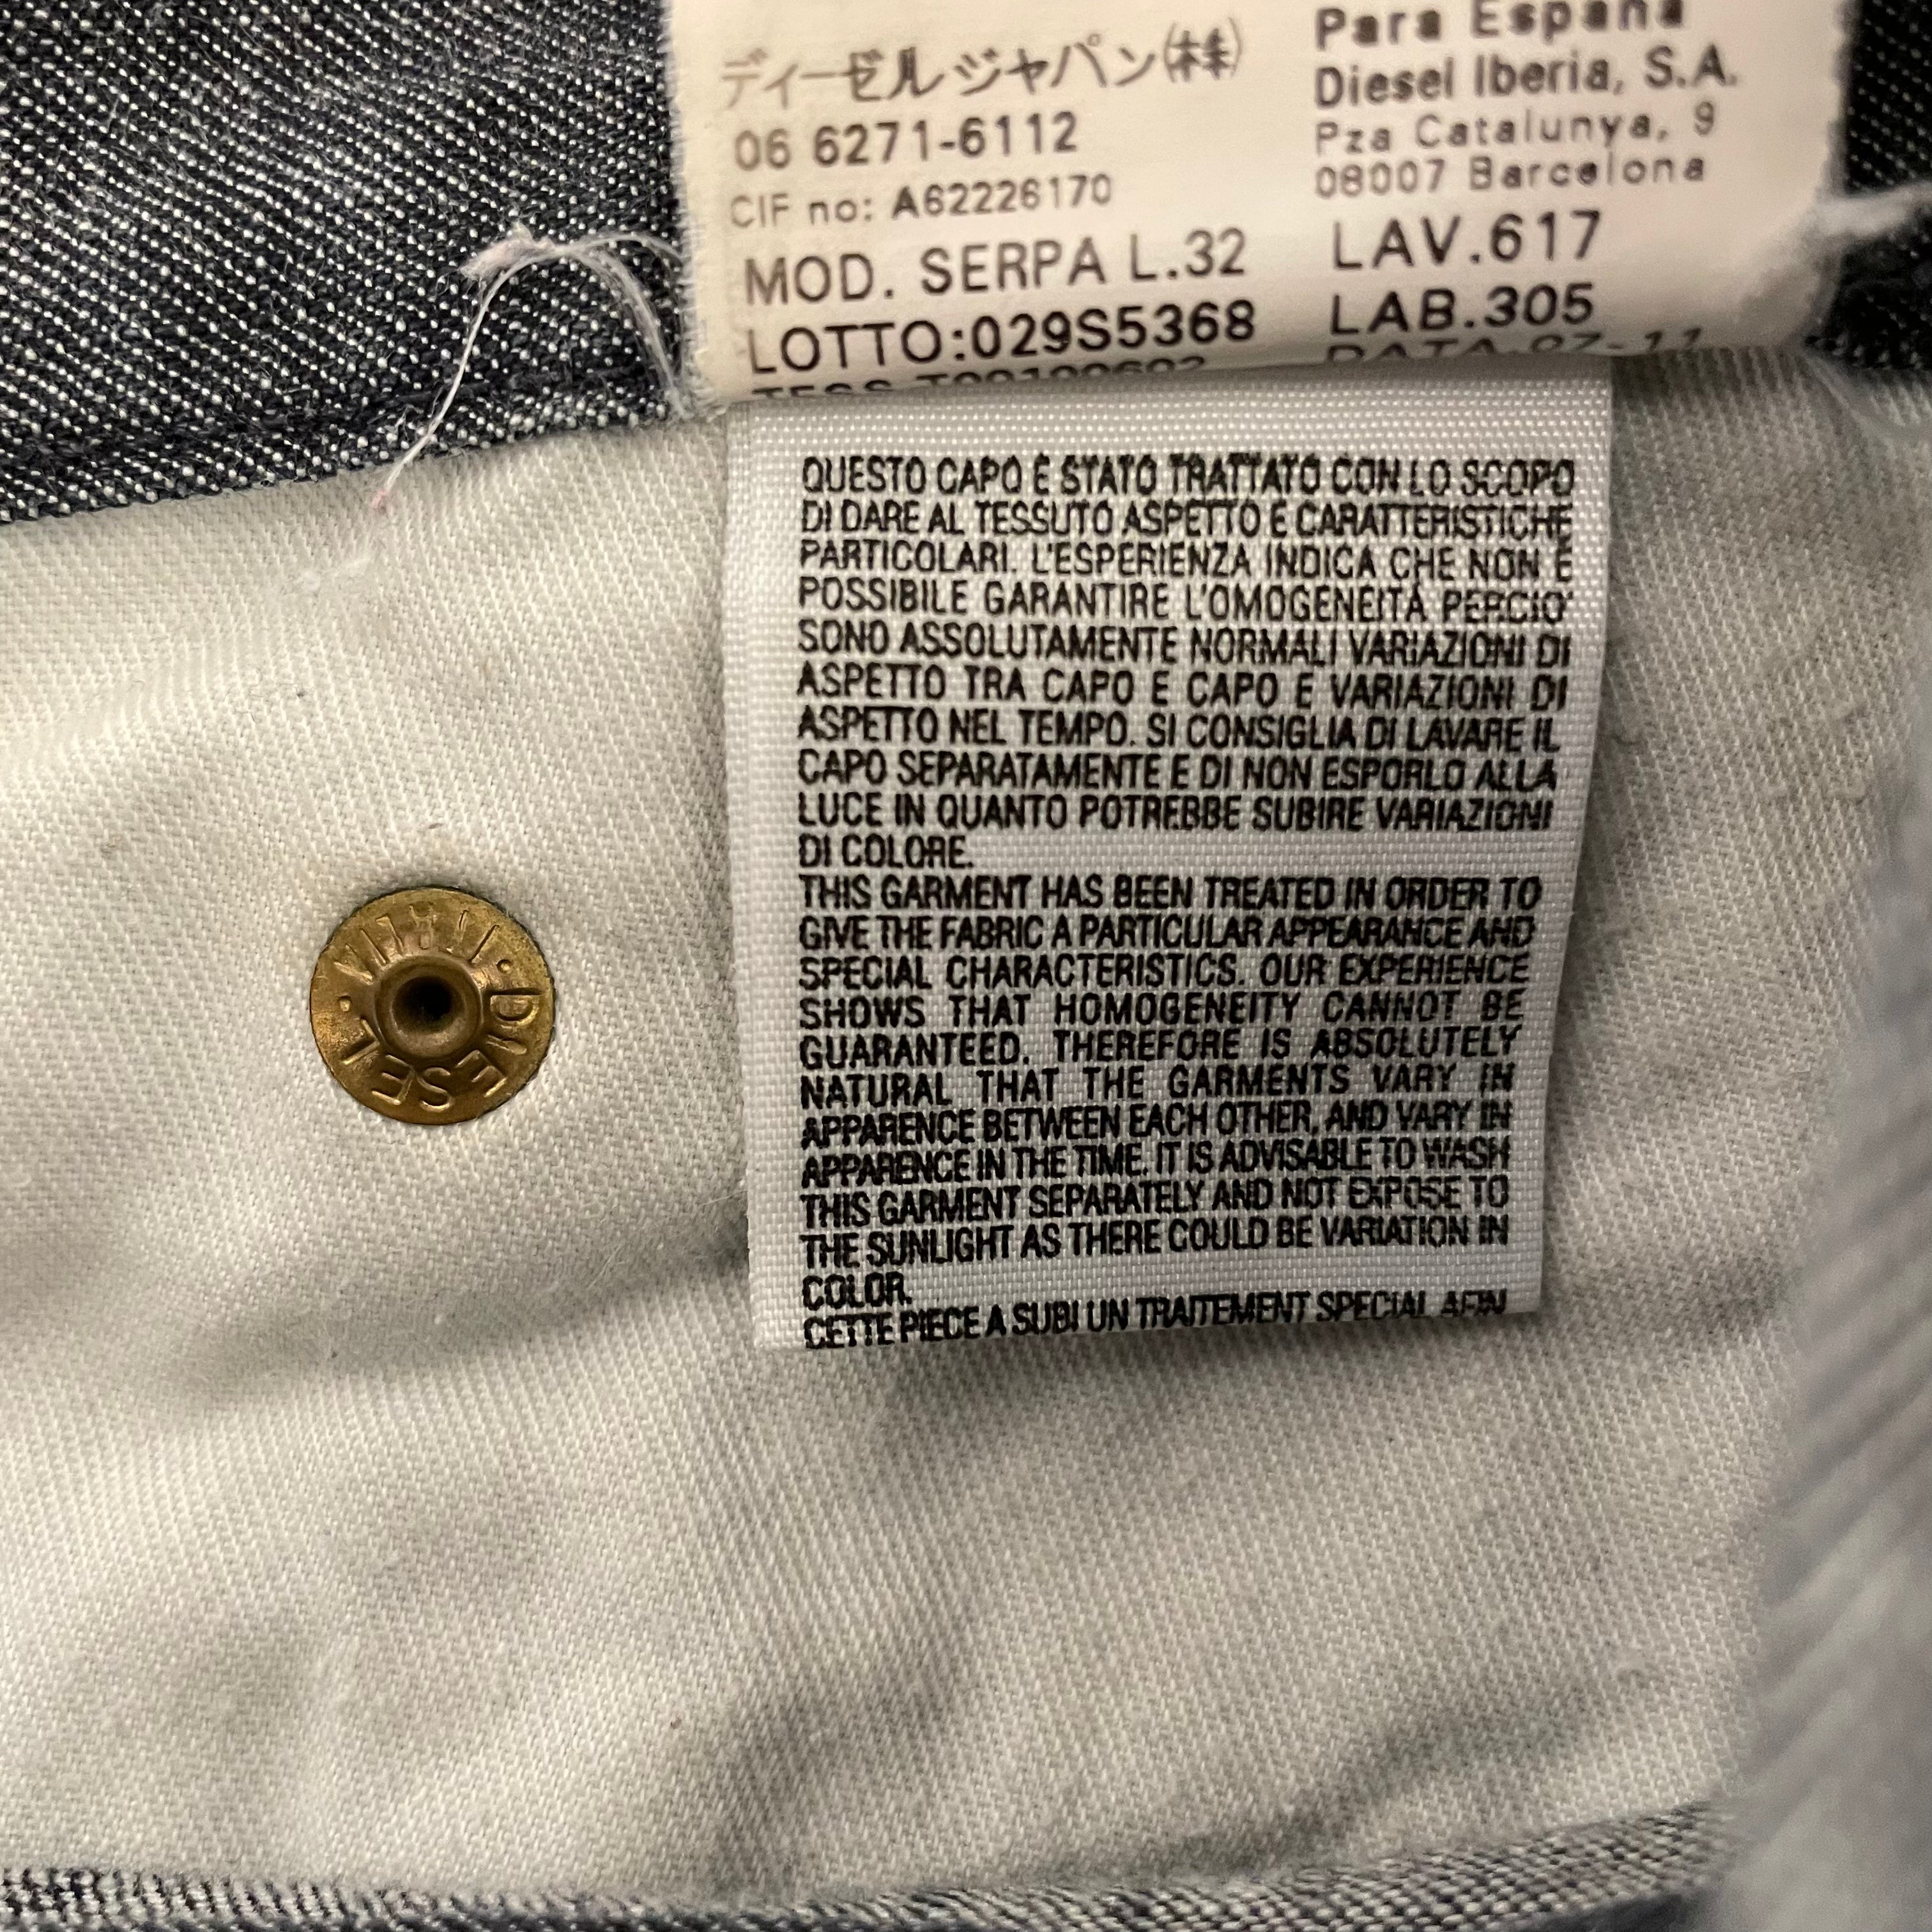 ディーゼルジャパン(株)
06 6271-6112
CIF no: A62226170
MOD. SERPA L.32
LOTTO:029S5368
Para España
Diesel Iberia, S.A.
Pza Catalunya, 9
08007 Barcelona
LAV.617
LAB.305
QUESTO CAPO È STATO TRATTATO CON LO SCOPO
DI DARE AL TESSUTO ASPETTO E CARATTERISTICHE
PARTICOLARI. L'ESPERIENZA INDICA CHE NON È
POSSIBILE GARANTIRE L'OMOGENEITÀ PERCIO'
SONO ASSOLUTAMENTE NORMALI VARIAZIONI DI
ASPETTO TRA CAPO E CAPO E VARIAZIONI DI
ASPETTO NEL TEMPO. SI CONSIGLIA DI LAVARE IL
CAPO SEPARATAMENTE E DI NON ESPORLO ALLA
LUCE IN QUANTO POTREBBE SUBIRE VARIAZIONI
DI COLORE.
THIS GARMENT HAS BEEN TREATED IN ORDER TO
GIVE THE FABRIC A PARTICULAR APPEARANCE AND
SPECIAL CHARACTERISTICS. OUR EXPERIENCE
SHOWS THAT HOMOGENEITY CANNOT BE
GUARANTEED. THEREFORE IS ABSOLUTELY
NATURAL THAT THE GARMENTS VARY IN
APPARENCE BETWEEN EACH OTHER, AND VARY IN
APPARENCE IN THE TIME. IT IS ADVISABLE TO WASH
THIS GARMENT SEPARATELY AND NOT EXPOSE TO
THE SUNLIGHT AS THERE COULD BE VARIATION IN
COLOR.
CETTE PIECE A SUBI UN TRAITEMENT SPECIAL AFIN
DIESEL